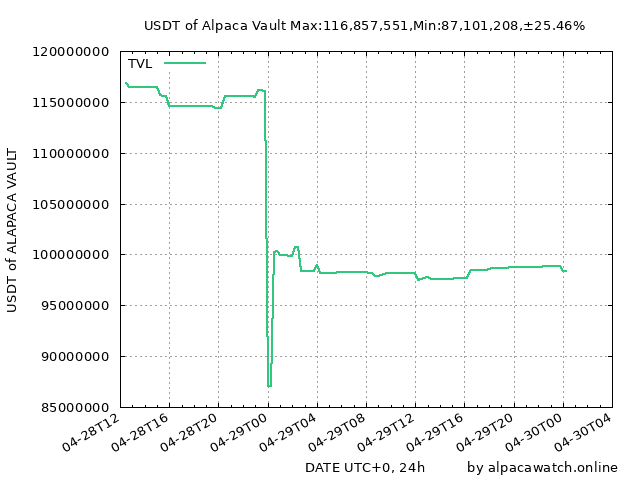 USDT of Alpaca Vault Max:116,857,551,Min:87,101,208,±25.46%
TVL
120000000
115000000
110000000
105000000
100000000
95000000
90000000
85000000
USDT of ALAPACA VAULT
04-28T12
04-28T16
04-28T20
04-29T00
04-29T04
04-29T08
04-29T12
04-29T16
04-29T20
04-30T00
04-30T04
DATE UTC+0, 24h
by alpacawatch.online